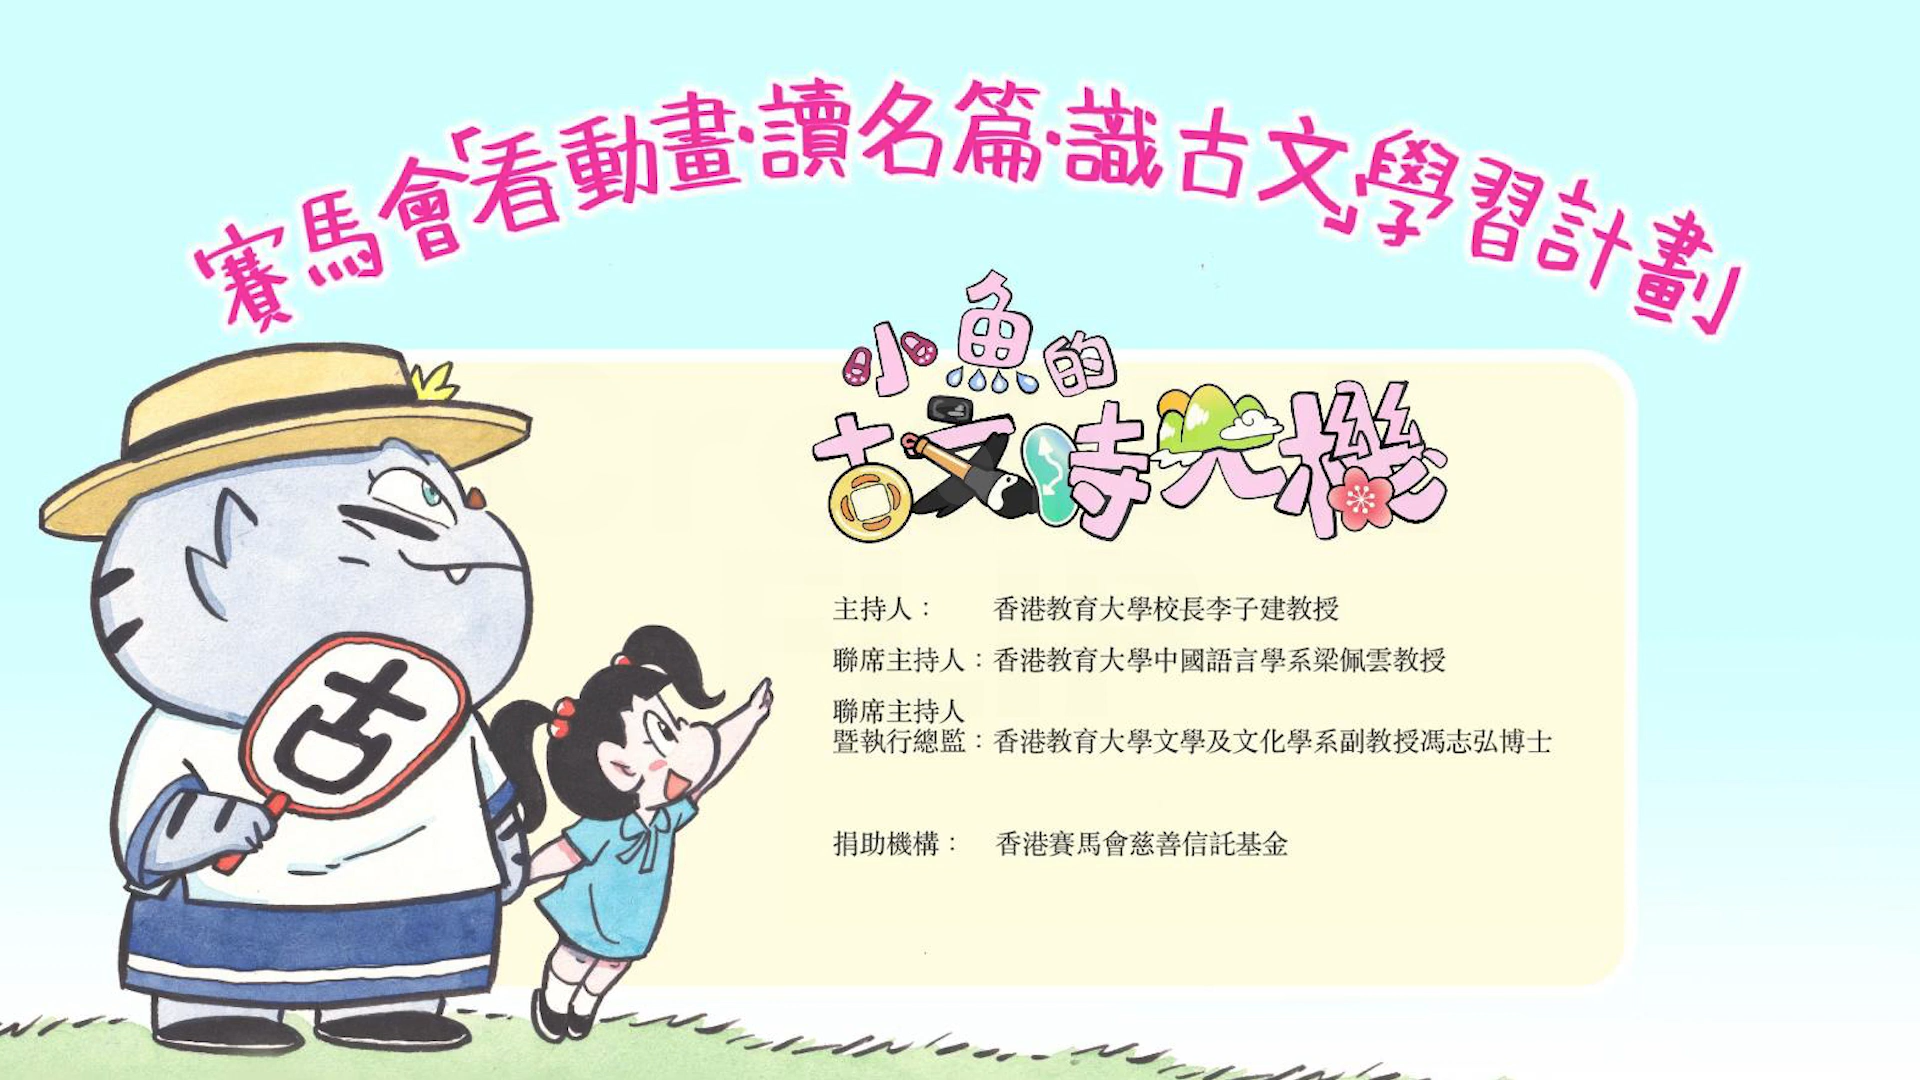 賽馬會「看動畫·讀名篇·識古文」學習計劃
小魚的
古文時光機
古
主持人： 香港教育大學校長李子建教授
聯席主持人：香港教育大學中國語言學系梁佩雲教授
聯席主持人
暨執行總監：香港教育大學文學及文化學系副教授馮志弘博士
捐助機構： 香港賽馬會慈善信託基金